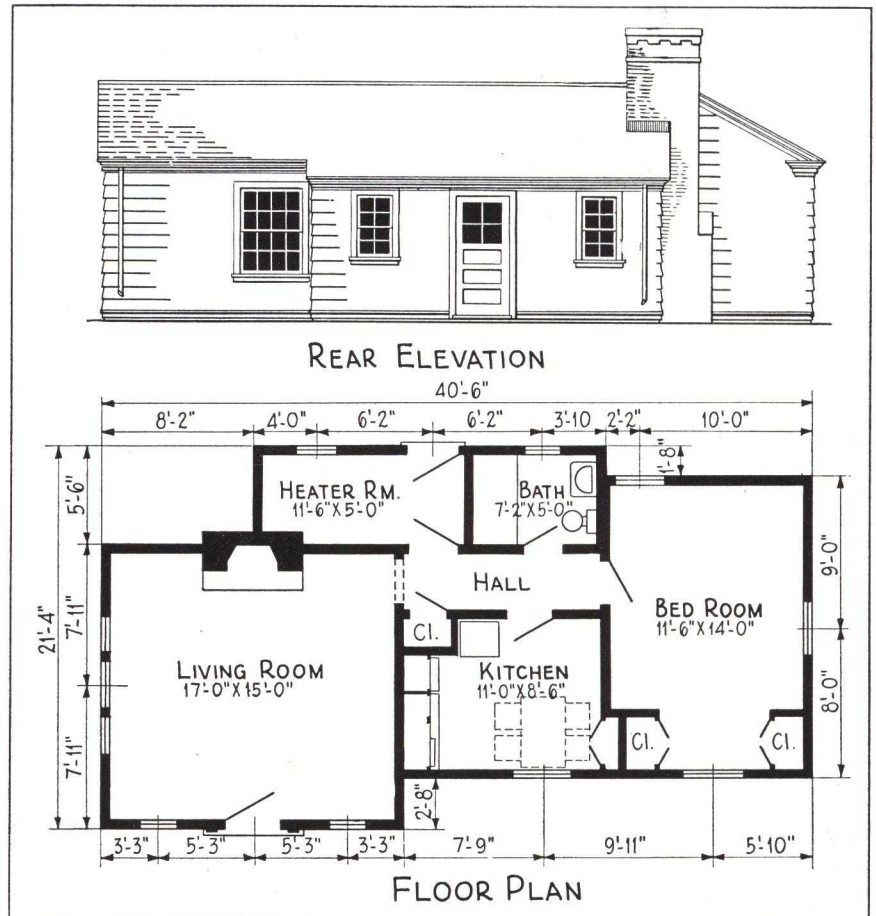 REAR ELEVATION
40'-6"
8'-2" 4'-0" 6'-2" 6'-2" 3'-10 2'-2" 10'-0"
1'-8"
5'-6"
HEATER RM.
11'-6"X5'-0"
BATH
7'-2"X5'-0"
9'-0"
HALL
BED ROOM
11'-6"X14'-0"
21'-4"
7'-11"
Cl.
LIVING ROOM
17'-0"X15'-0"
KITCHEN
11'-0"X8'-6"
8'-0"
7'-11"
Cl. Cl.
2'-8"
3'-3" 5'-3" 5'-3" 3'-3" 7'-9" 9'-11" 5'-10"
FLOOR PLAN